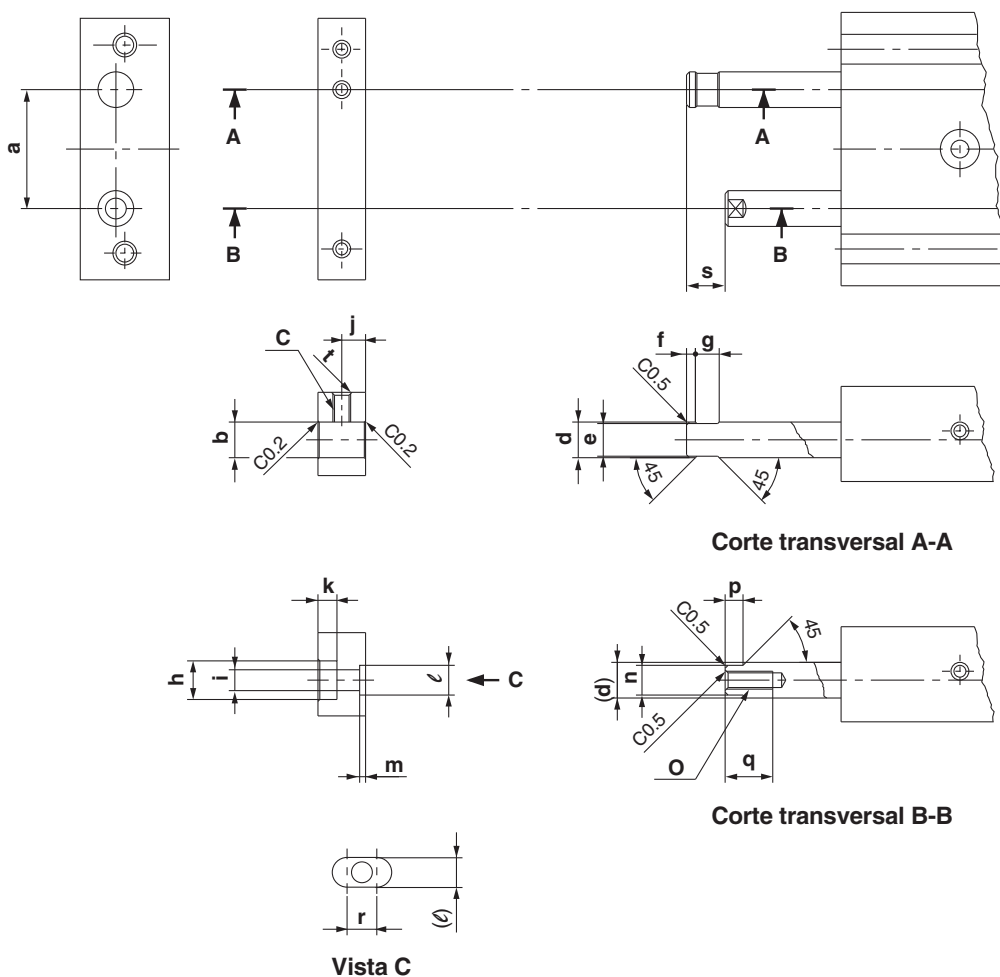 a
A
A
B
B
s
j
C
t
b
C0.2
C0.2
f
g
C0.5
d
e
45
45
Corte transversal A-A
k
h
i
ℓ
C
m
p
C0.5
45
(d)
n
C0.5
O
q
Corte transversal B-B
r
(ℓ)
Vista C